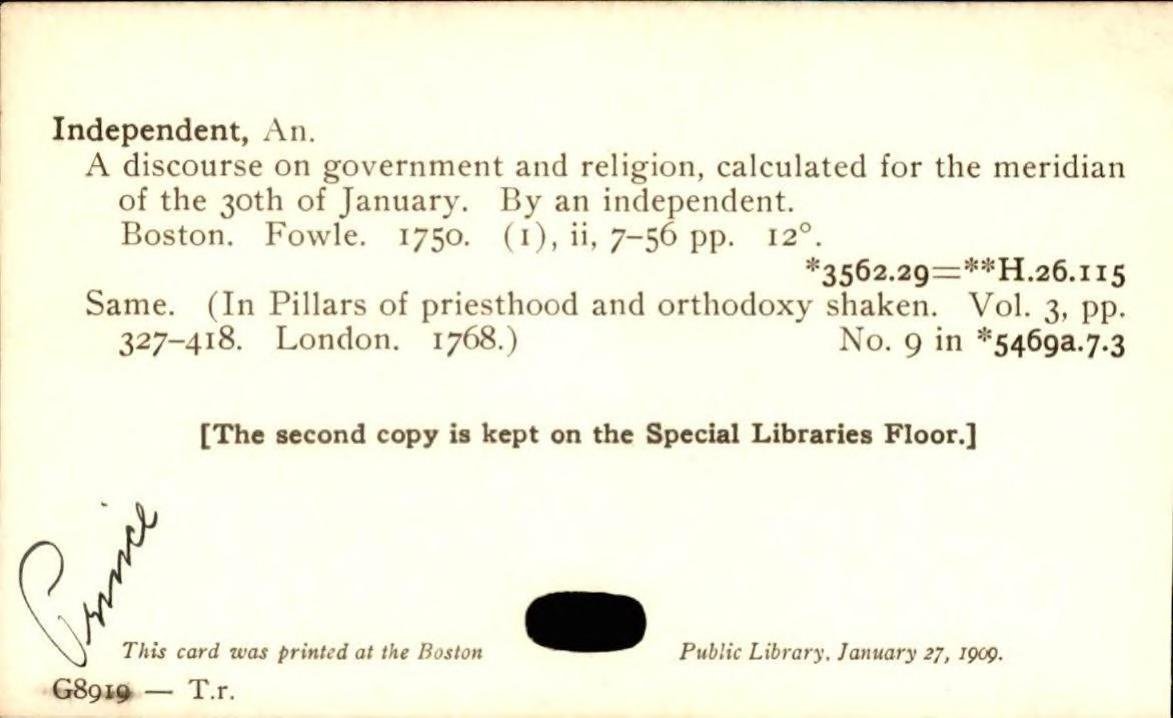 Independent, An.
A discourse on government and religion, calculated for the meridian
of the 30th of January. By an independent.
Boston. Fowle. 1750. (1), ii, 7–56 pp. 12°.
*3562.29=**H.26.115
Same. (In Pillars of priesthood and orthodoxy shaken. Vol. 3, pp.
327–418. London. 1768.) No. 9 in *5469a.7.3
[The second copy is kept on the Special Libraries Floor.]
Prince
This card was printed at the Boston Public Library, January 27, 1909.
G8919 — T.r.